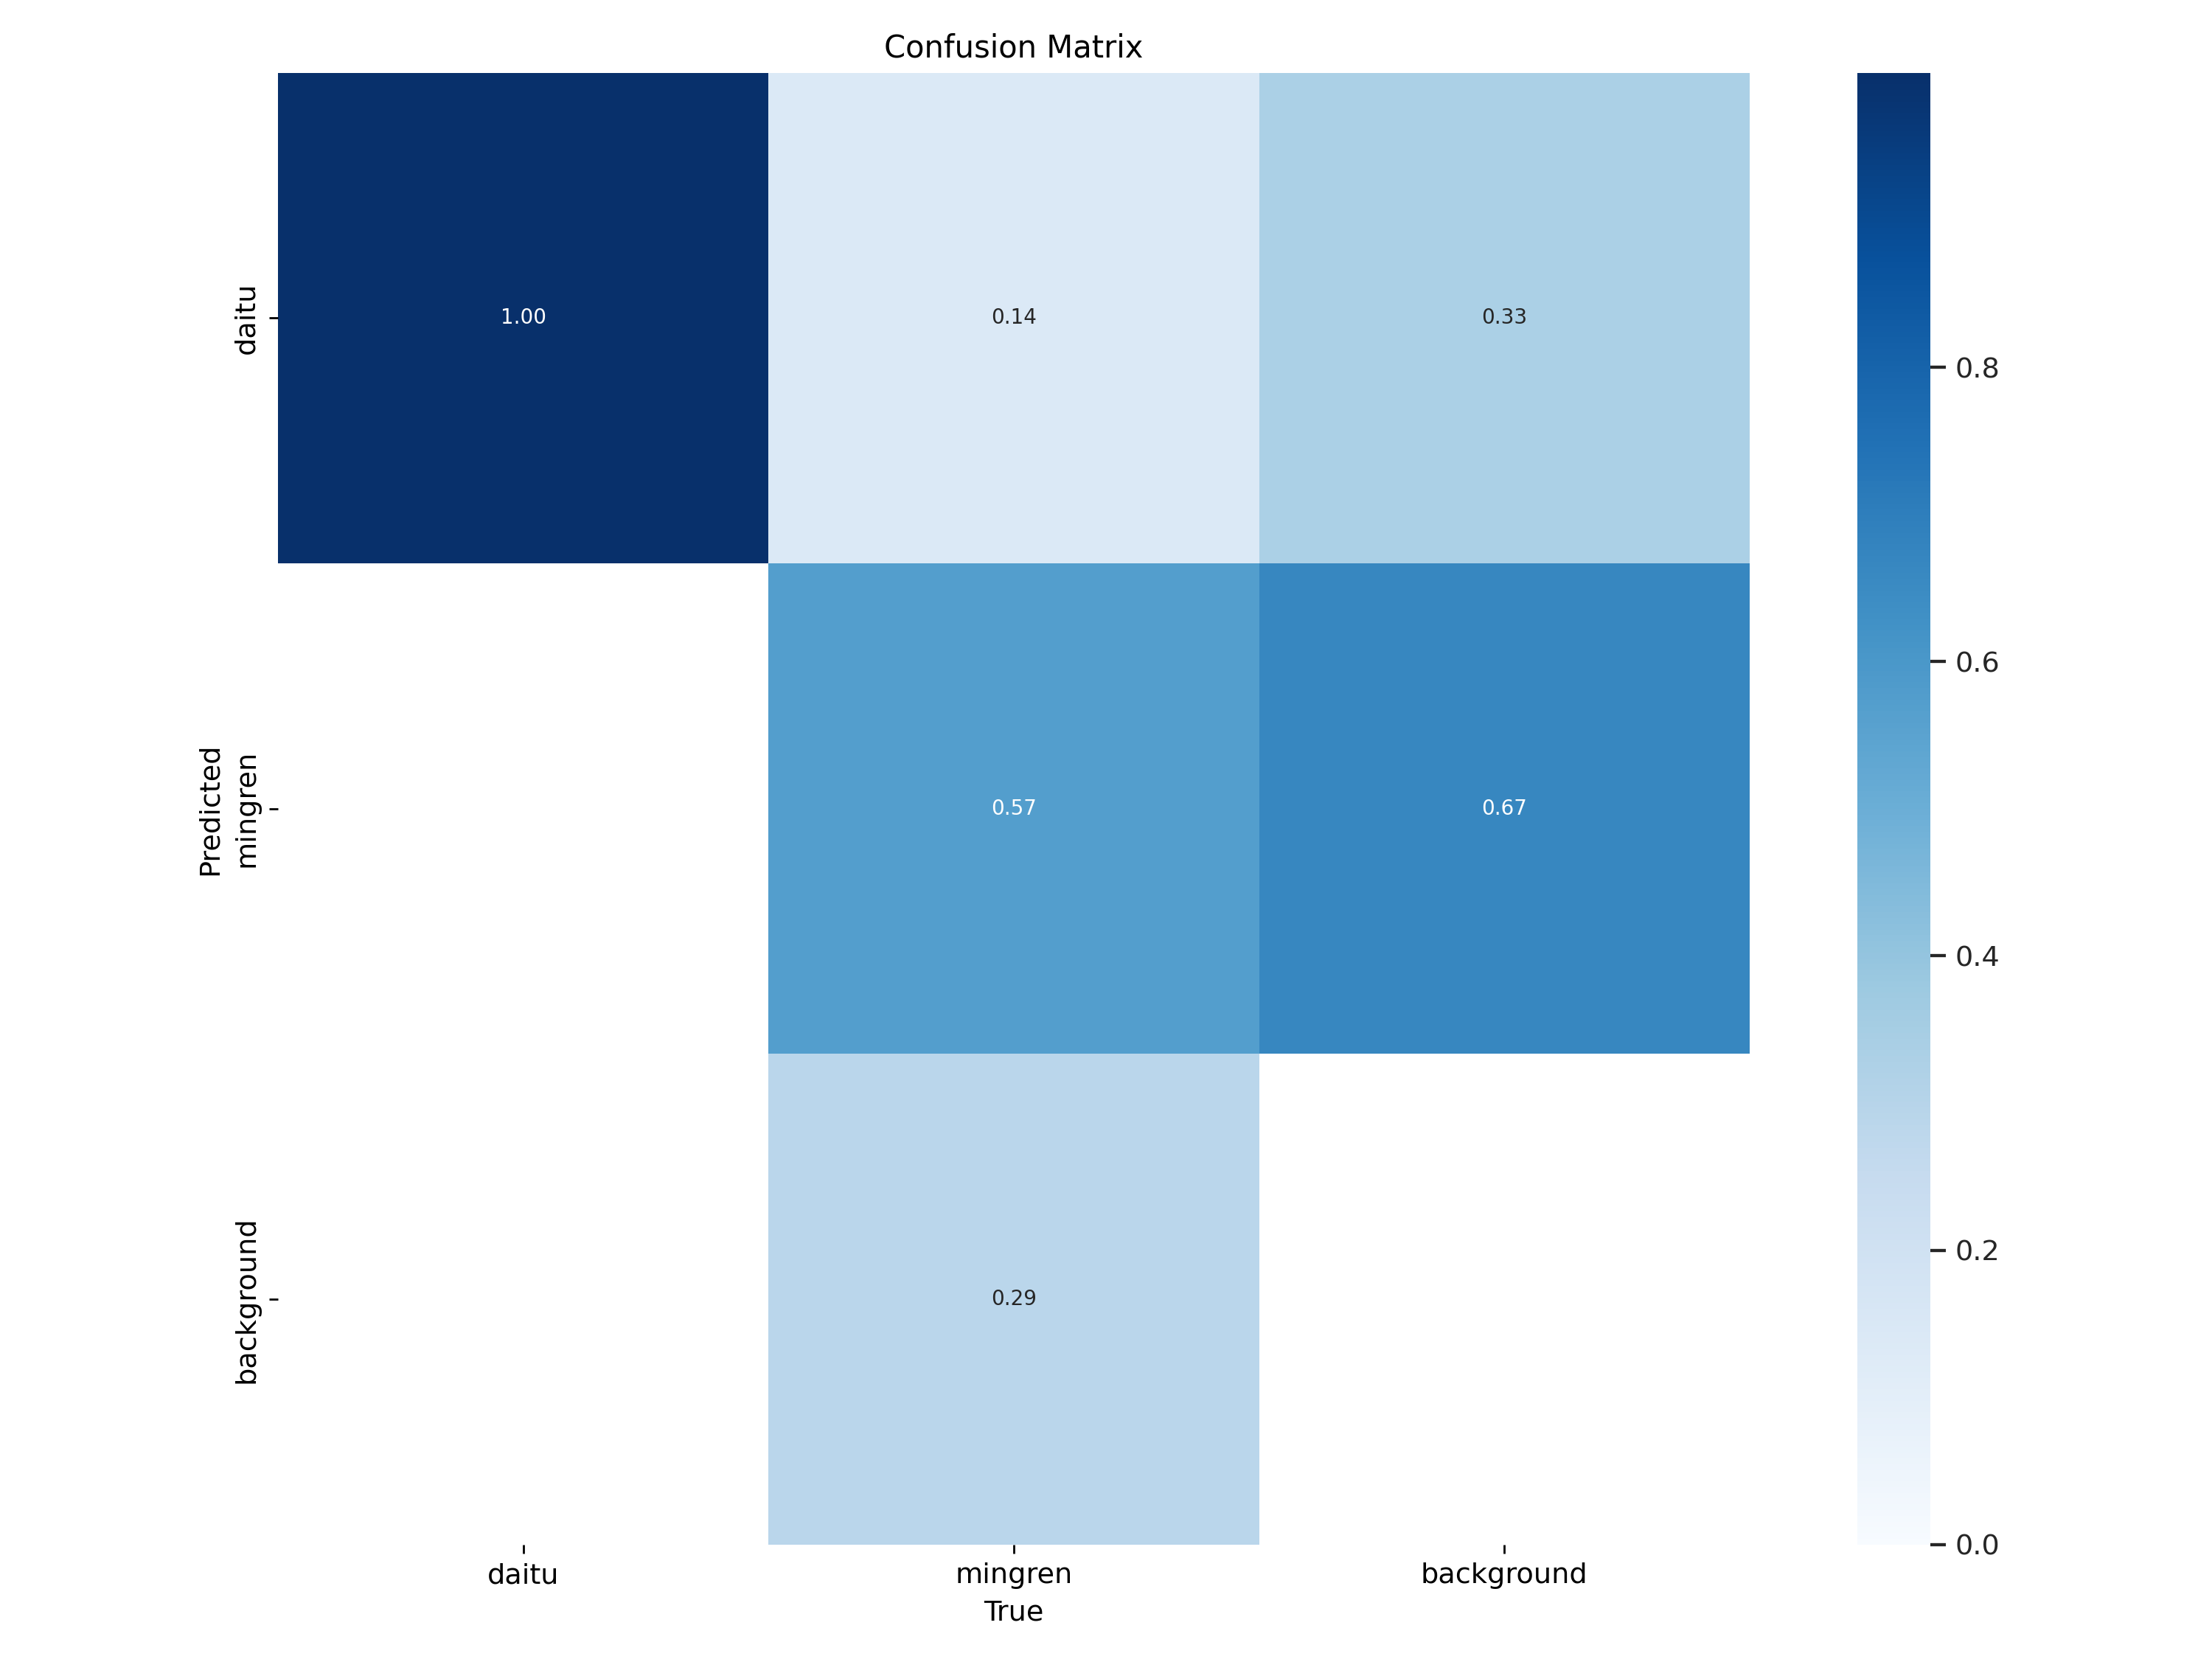 Confusion Matrix
daitu
1.00
0.14
0.33
Predicted
mingren
0.57
0.67
background
0.29
daitu
mingren
background
True
0.8
0.6
0.4
0.2
0.0